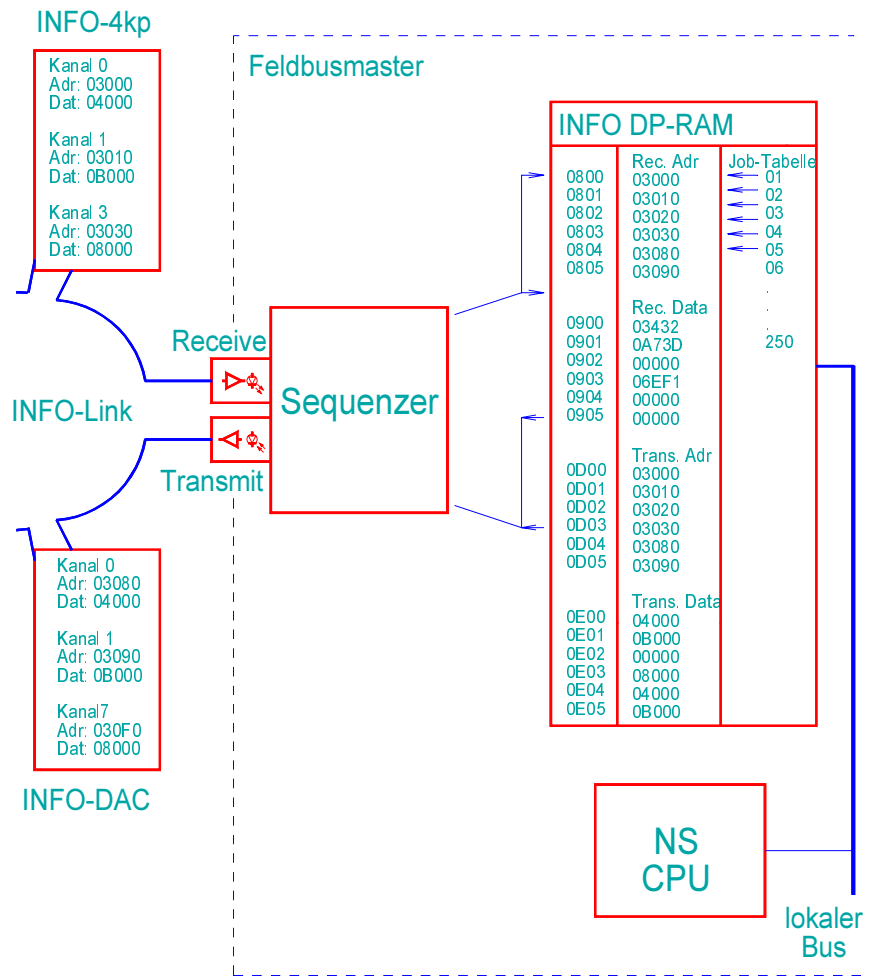 INFO-4kp
Kanal 0
Adr: 03000
Dat: 04000
Kanal 1
Adr: 03010
Dat: 0B000
Kanal 3
Adr: 03030
Dat: 08000
Feldbusmaster
INFO DP-RAM
Rec. Adr Job-Tabelle
0800 03000 01
0801 03010 02
0802 03020 03
0803 03030 04
0804 03080 05
0805 03090 06
.
Rec. Data .
0900 03432 .
0901 0A73D 250
0902 00000
0903 06EF1
0904 00000
0905 00000
Trans. Adr
0D00 03000
0D01 03010
0D02 03020
0D03 03030
0D04 03080
0D05 03090
Trans. Data
0E00 04000
0E01 0B000
0E02 00000
0E03 08000
0E04 04000
0E05 0B000
Receive
Sequenzer
INFO-Link
Transmit
Kanal 0
Adr: 03080
Dat: 04000
Kanal 1
Adr: 03090
Dat: 0B000
Kanal7
Adr: 030F0
Dat: 08000
INFO-DAC
NS
CPU
lokaler
Bus